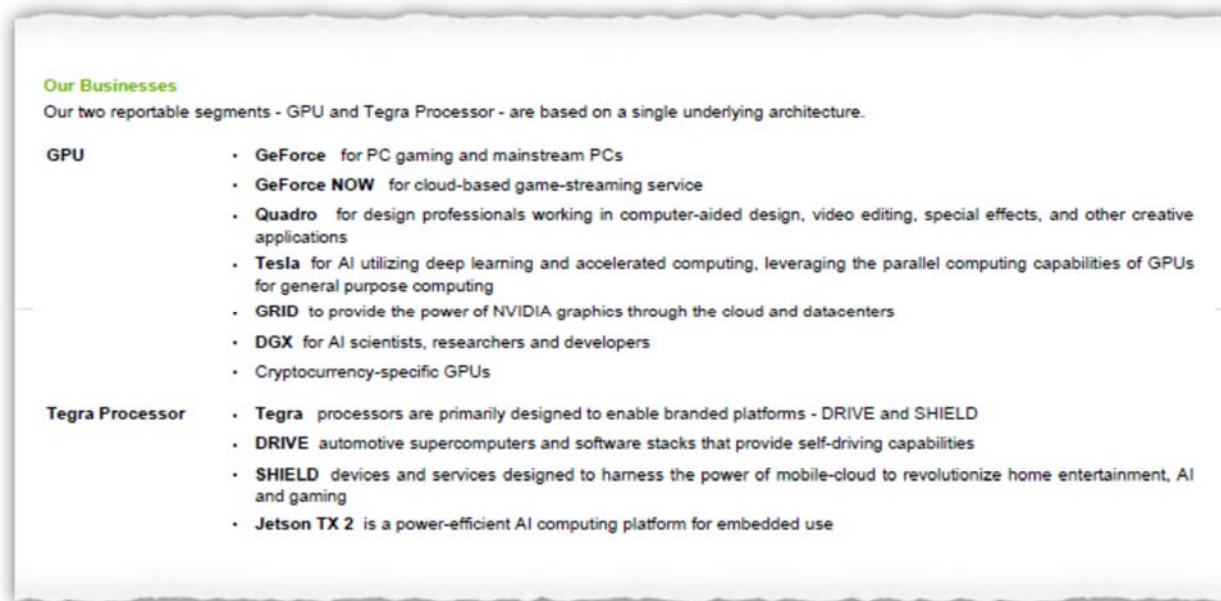 Our Businesses
Our two reportable segments - GPU and Tegra Processor - are based on a single underlying architecture.
GPU
• GeForce for PC gaming and mainstream PCs
• GeForce NOW for cloud-based game-streaming service
• Quadro for design professionals working in computer-aided design, video editing, special effects, and other creative
applications
• Tesla for AI utilizing deep learning and accelerated computing, leveraging the parallel computing capabilities of GPUs
for general purpose computing
• GRID to provide the power of NVIDIA graphics through the cloud and datacenters
• DGX for AI scientists, researchers and developers
• Cryptocurrency-specific GPUs
Tegra Processor
• Tegra processors are primarily designed to enable branded platforms - DRIVE and SHIELD
• DRIVE automotive supercomputers and software stacks that provide self-driving capabilities
• SHIELD devices and services designed to harness the power of mobile-cloud to revolutionize home entertainment, AI
and gaming
• Jetson TX 2 is a power-efficient AI computing platform for embedded use